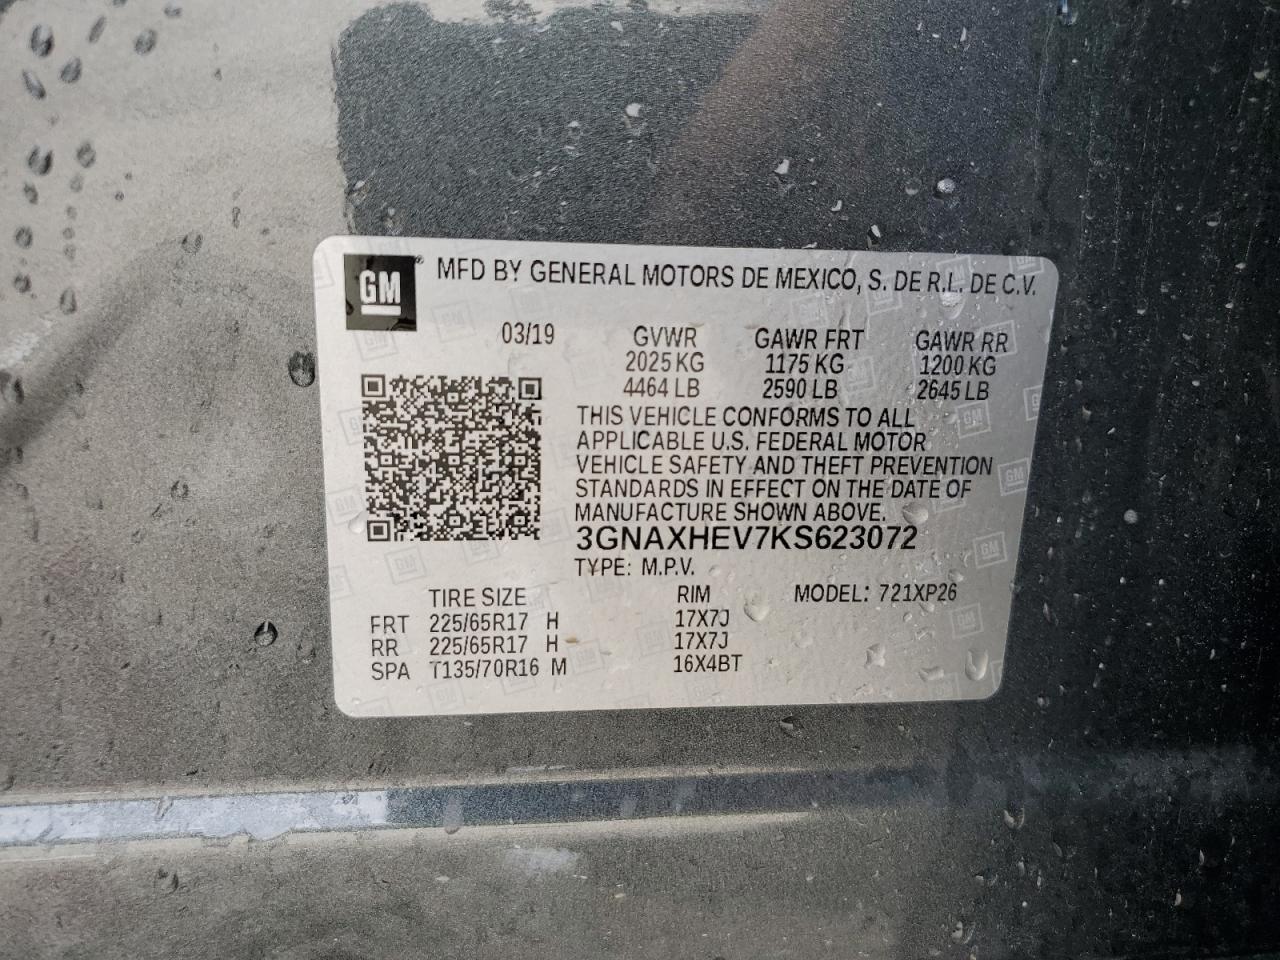 GM® MFD BY GENERAL MOTORS DE MEXICO, S. DE R.L. DE C.V.
03/19 GVWR GAWR FRT GAWR RR
2025 KG 1175 KG 1200 KG
4464 LB 2590 LB 2645 LB
THIS VEHICLE CONFORMS TO ALL
APPLICABLE U.S. FEDERAL MOTOR
VEHICLE SAFETY AND THEFT PREVENTION
STANDARDS IN EFFECT ON THE DATE OF
MANUFACTURE SHOWN ABOVE.
3GNAXHEV7KS623072
TYPE: M.P.V.
TIRE SIZE RIM MODEL: 721XP26
FRT 225/65R17 H 17X7J
RR 225/65R17 H 17X7J
SPA T135/70R16 M 16X4BT